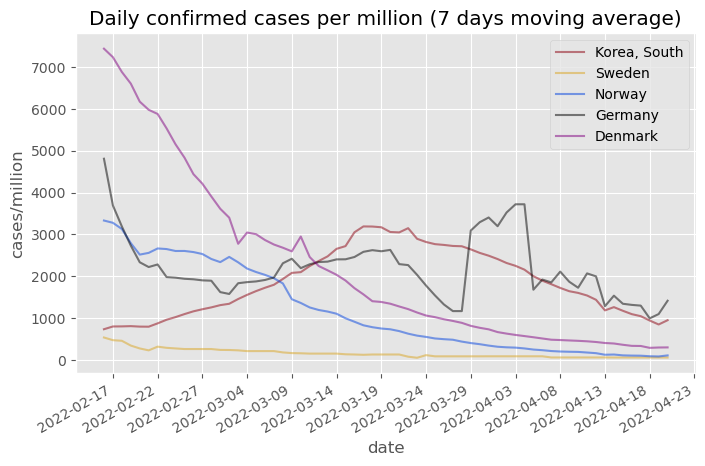 Daily confirmed cases per million (7 days moving average)
Korea, South
Sweden
Norway
Germany
Denmark
7000
6000
5000
4000
3000
2000
1000
0
cases/million
2022-02-17
2022-02-22
2022-02-27
2022-03-04
2022-03-09
2022-03-14
2022-03-19
2022-03-24
2022-03-29
2022-04-03
2022-04-08
2022-04-13
2022-04-18
2022-04-23
date